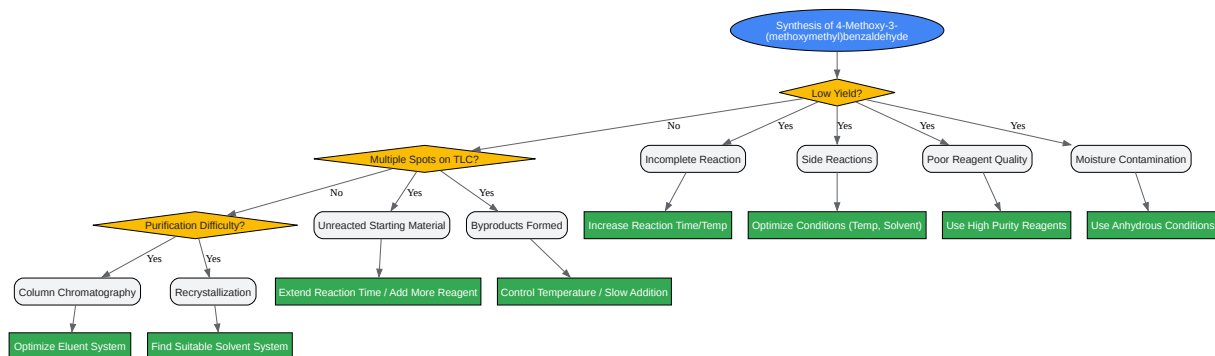 Synthesis of 4-Methoxy-3-
(methoxymethyl)benzaldehyde
Low Yield?
No
Yes
Yes
Yes
Yes
Multiple Spots on TLC?
Incomplete Reaction
Side Reactions
Poor Reagent Quality
Moisture Contamination
No
Yes
Yes
Purification Difficulty?
Unreacted Starting Material
Byproducts Formed
Increase Reaction Time/Temp
Optimize Conditions (Temp, Solvent)
Use High Purity Reagents
Use Anhydrous Conditions
Yes
Yes
Column Chromatography
Recrystallization
Extend Reaction Time / Add More Reagent
Control Temperature / Slow Addition
Optimize Eluent System
Find Suitable Solvent System